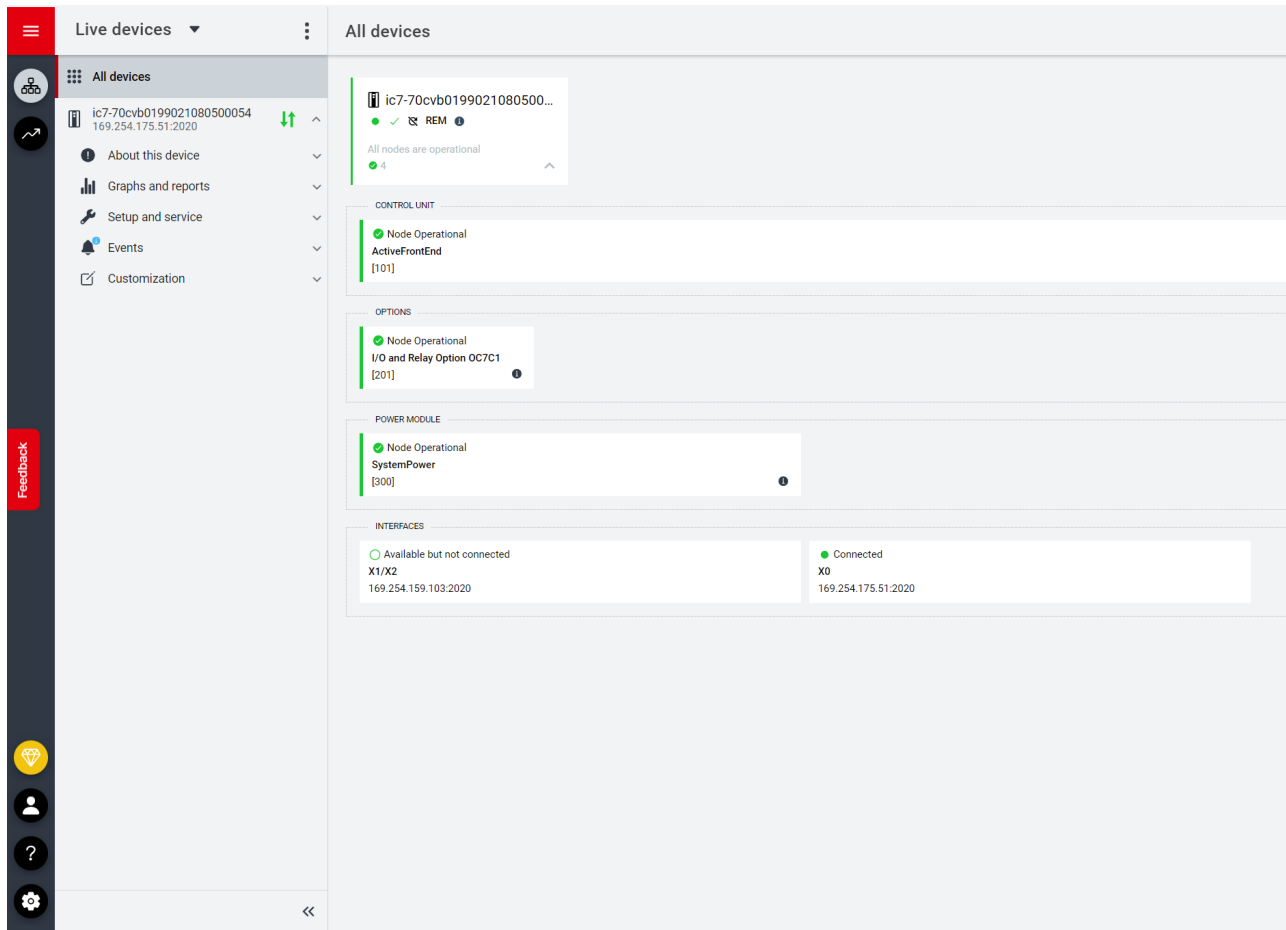 Live devices
All devices
All devices
ic7-70cvb0199021080500054
169.254.175.51:2020
About this device
Graphs and reports
Setup and service
Events
Customization
Feedback
ic7-70cvb0199021080500...
REM
All nodes are operational
4
CONTROL UNIT
Node Operational
ActiveFrontEnd
[101]
OPTIONS
Node Operational
I/O and Relay Option OC7C1
[201]
POWER MODULE
Node Operational
SystemPower
[300]
INTERFACES
Available but not connected
X1/X2
169.254.159.103:2020
Connected
X0
169.254.175.51:2020